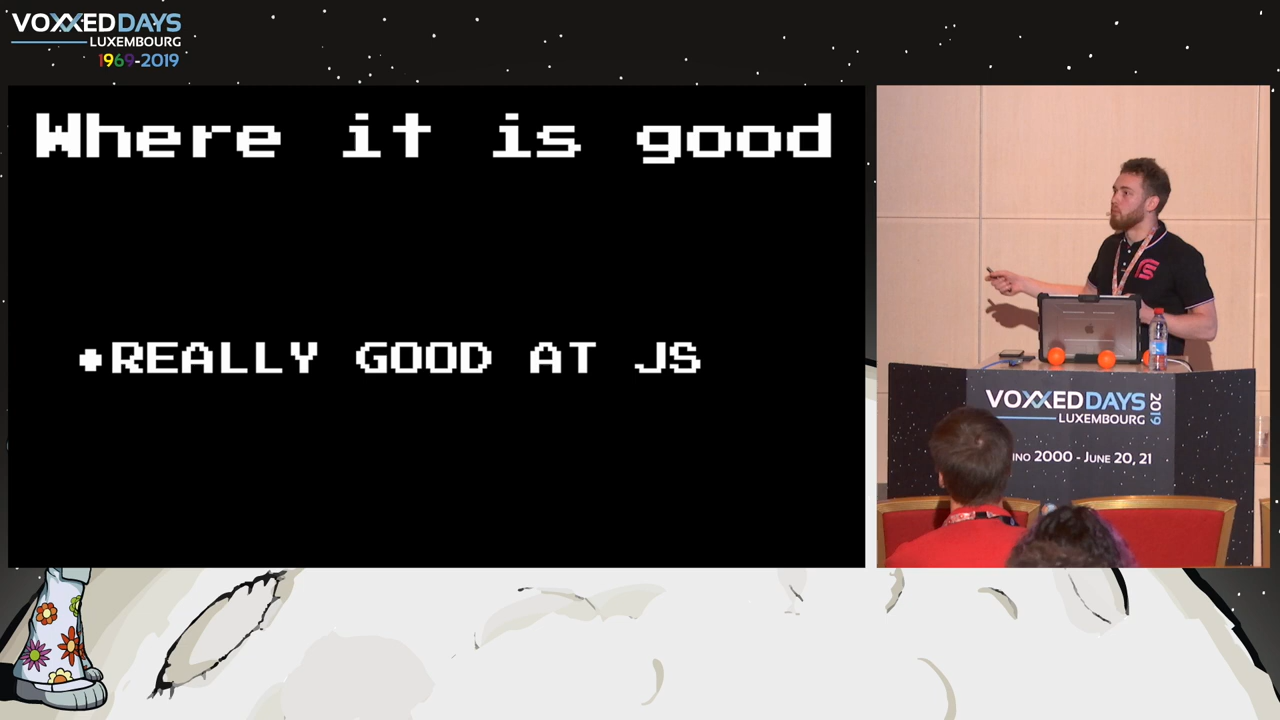 VOXXEDDAYS
LUXEMBOURG
1969-2019
Where it is good
•REALLY GOOD AT JS
VOXXEDDAYS 2019
LUXEMBOURG
2000 - JUNE 20, 21